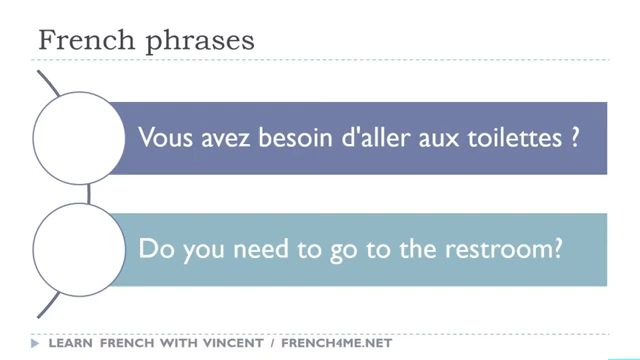 French phrases
Vous avez besoin d'aller aux toilettes ?
Do you need to go to the restroom?
LEARN FRENCH WITH VINCENT / FRENCH4ME.NET